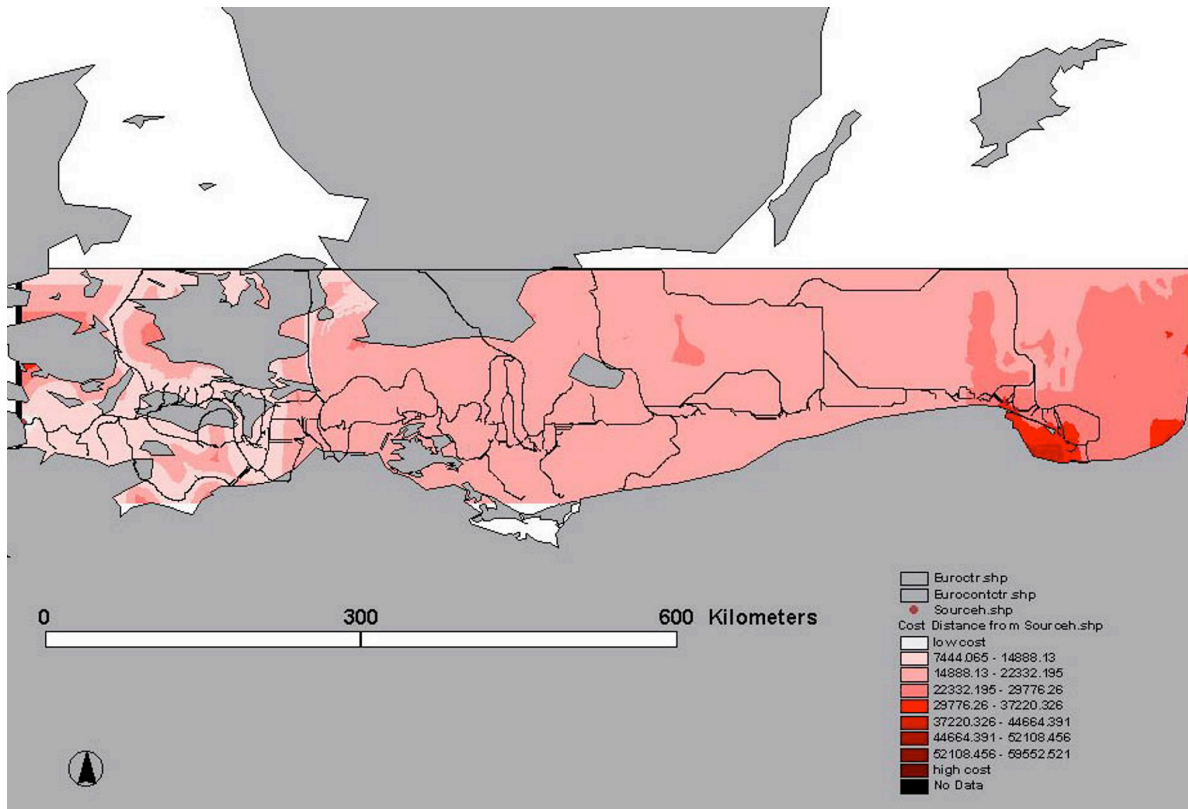 0 300 600 Kilometers
Euroctr.shp
Eurocontctr.shp
Sourceh.shp
Cost Distance from Sourceh.shp
low cost
7444.065 - 14888.13
14888.13 - 22332.195
22332.195 - 29776.26
29776.26 - 37220.326
37220.326 - 44664.391
44664.391 - 52108.456
52108.456 - 59552.521
high cost
No Data